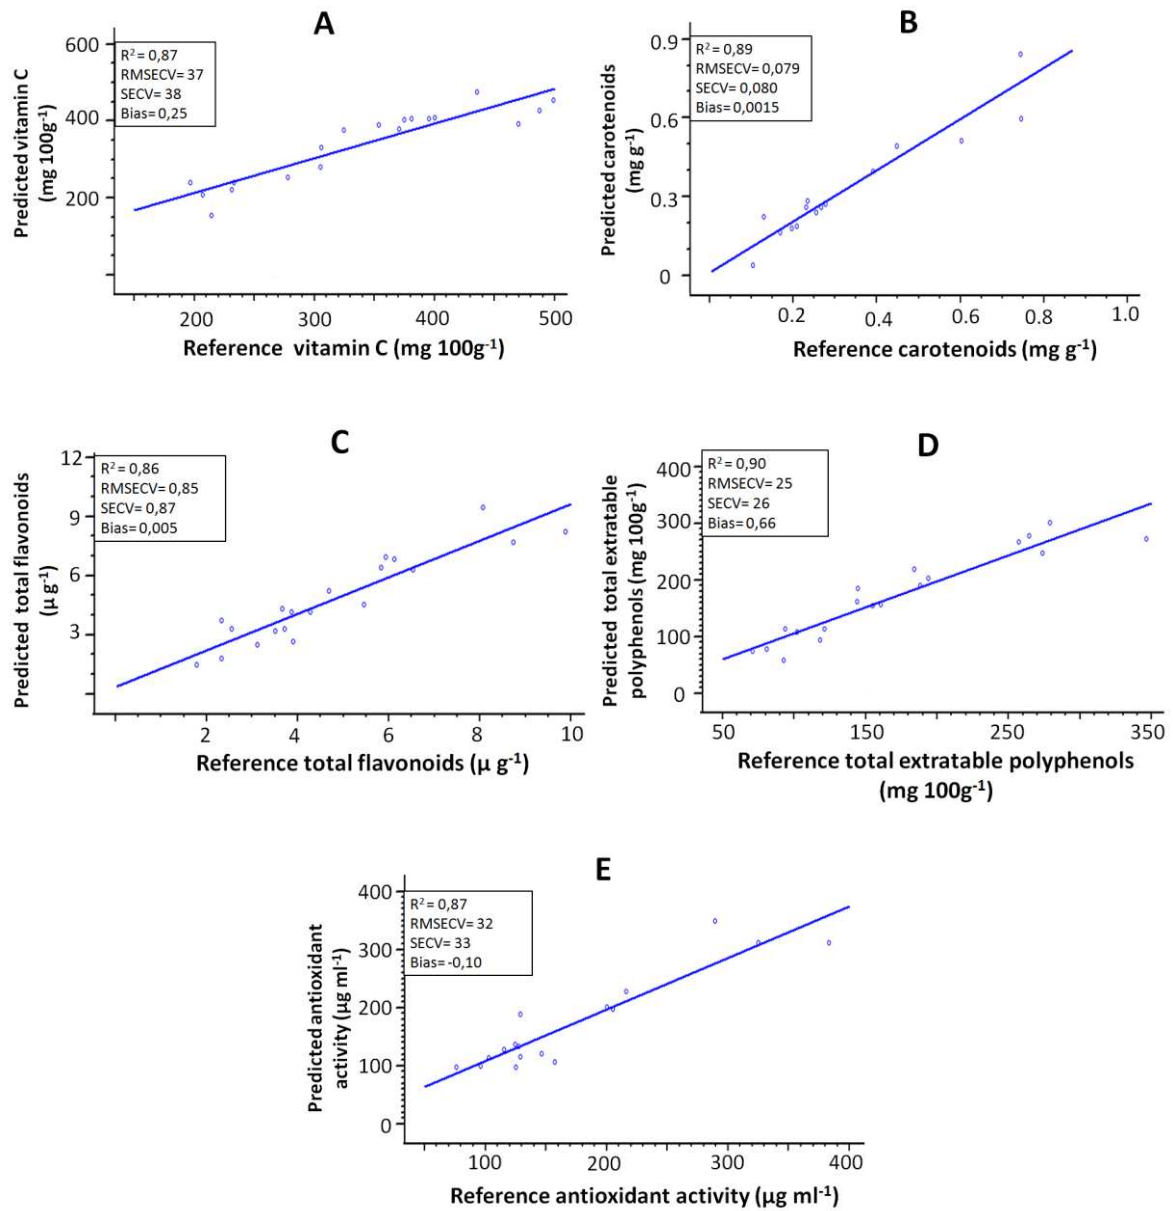 A
R² = 0,87
RMSECV= 37
SECV= 38
Bias= 0,25
Predicted vitamin C
(mg 100g⁻¹)
600
400
200
200 300 400 500
Reference vitamin C (mg 100g⁻¹)
B
R² = 0,89
RMSECV= 0,079
SECV= 0,080
Bias= 0,0015
Predicted carotenoids
(mg g⁻¹)
0.9
0.6
0.3
0
0.2 0.4 0.6 0.8 1.0
Reference carotenoids (mg g⁻¹)
C
R² = 0,86
RMSECV= 0,85
SECV= 0,87
Bias= 0,005
Predicted total flavonoids
(µ g⁻¹)
12
9
6
3
2 4 6 8 10
Reference total flavonoids (µ g⁻¹)
D
R² = 0,90
RMSECV= 25
SECV= 26
Bias= 0,66
Predicted total extratable
polyphenols (mg 100g⁻¹)
400
300
200
100
0
50 150 250 350
Reference total extratable polyphenols
(mg 100g⁻¹)
E
R² = 0,87
RMSECV= 32
SECV= 33
Bias= -0,10
Predicted antioxidant
activity (µg ml⁻¹)
400
300
200
100
0
100 200 300 400
Reference antioxidant activity (µg ml⁻¹)